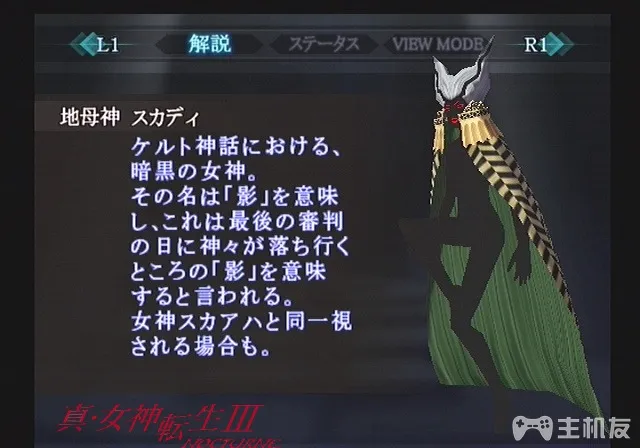 L1 解説 ステータス VIEW MODE R1
地母神 スカディ
ケルト神話における、
暗黒の女神。
その名は「影」を意味
し、これは最後の審判
の日に神々が落ち行く
ところの「影」を意味
すると言われる。
女神スカアハと同一視
される場合も。
真・女神転生III
NOCTURNE
主机友